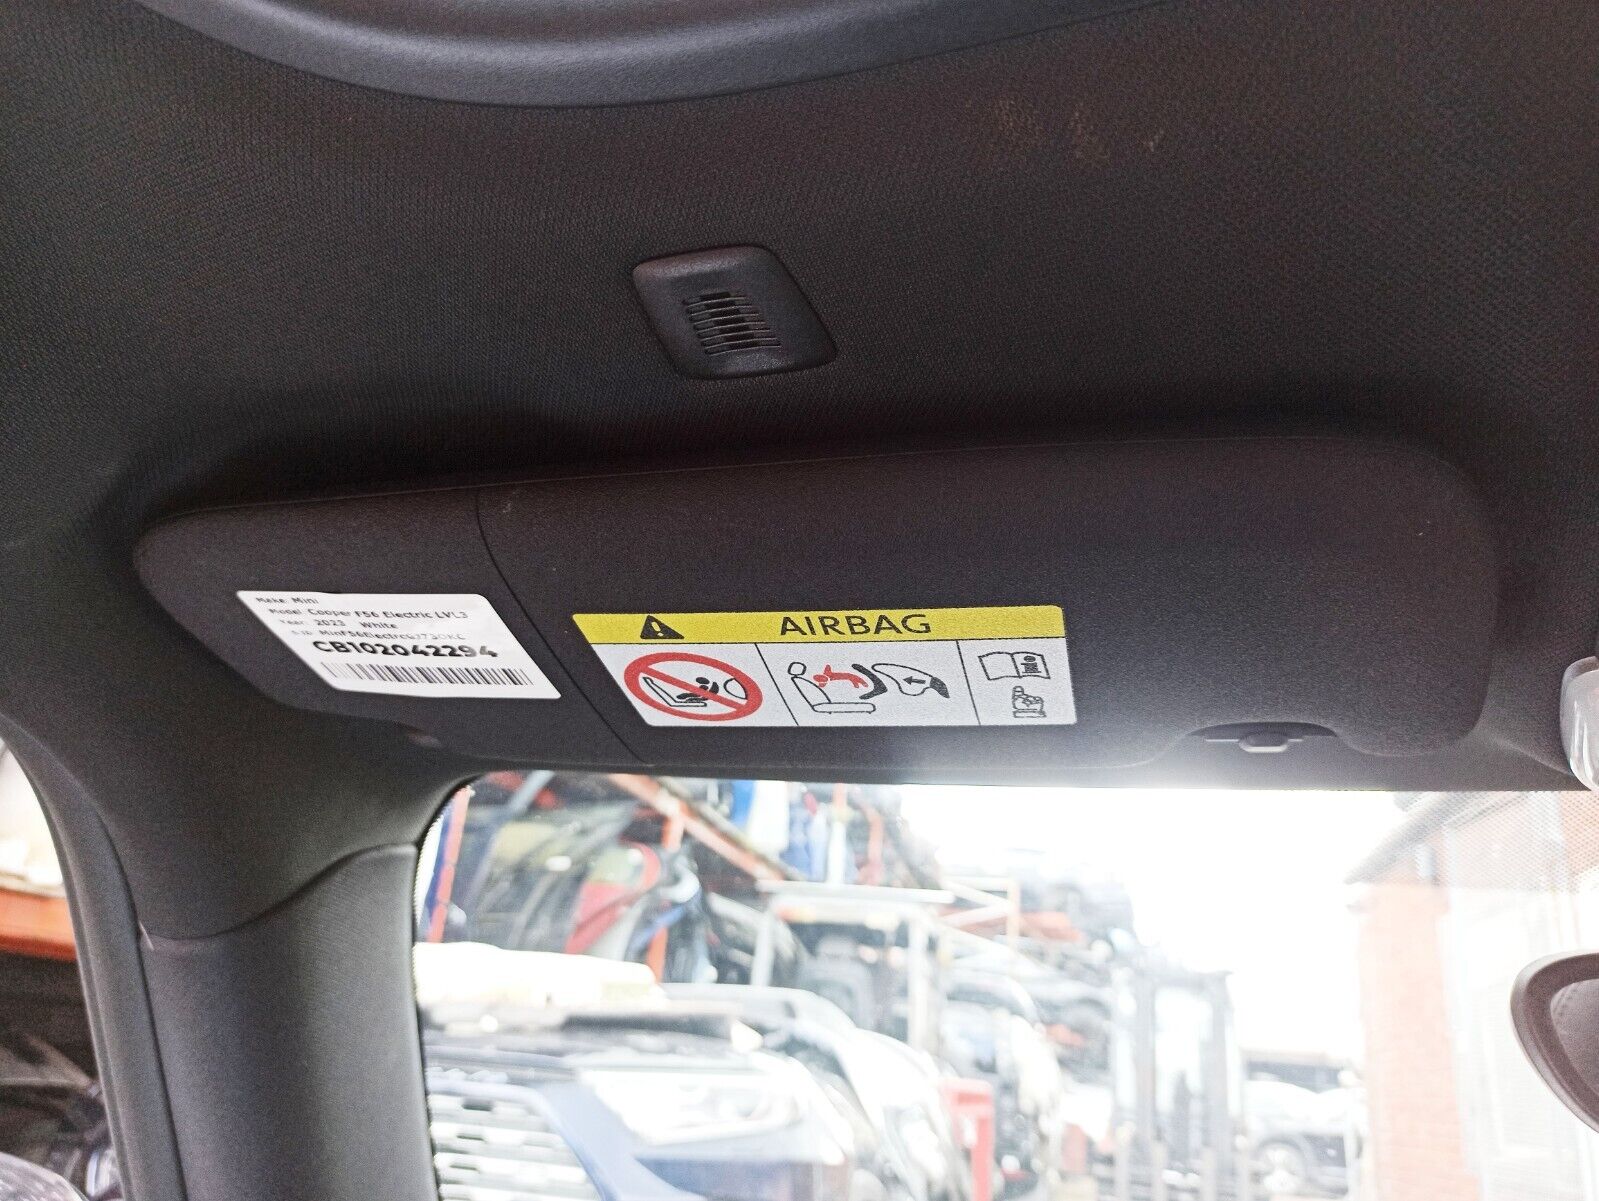 Make: Mini
Model: Cooper F56 Electric LVL3
Year: 2023 White
CB102042294
AIRBAG